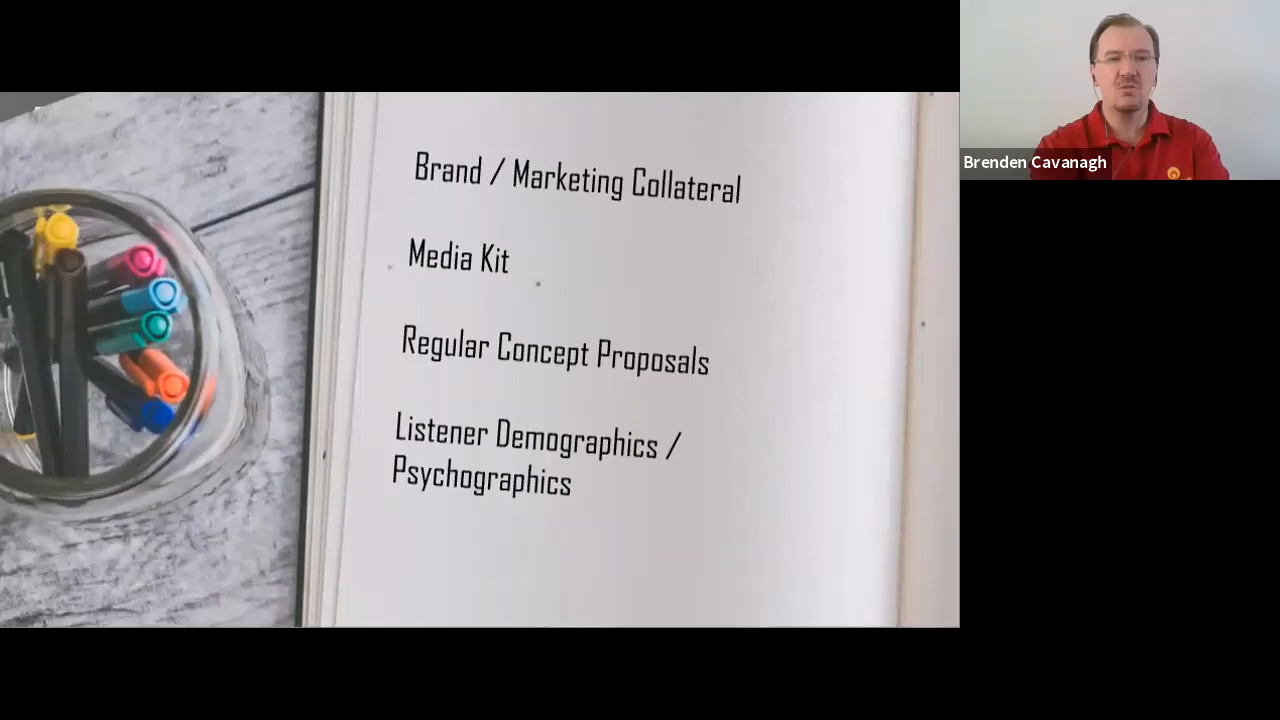 Brand / Marketing Collateral
Media Kit
Regular Concept Proposals
Listener Demographics /
Psychographics
Brenden Cavanagh